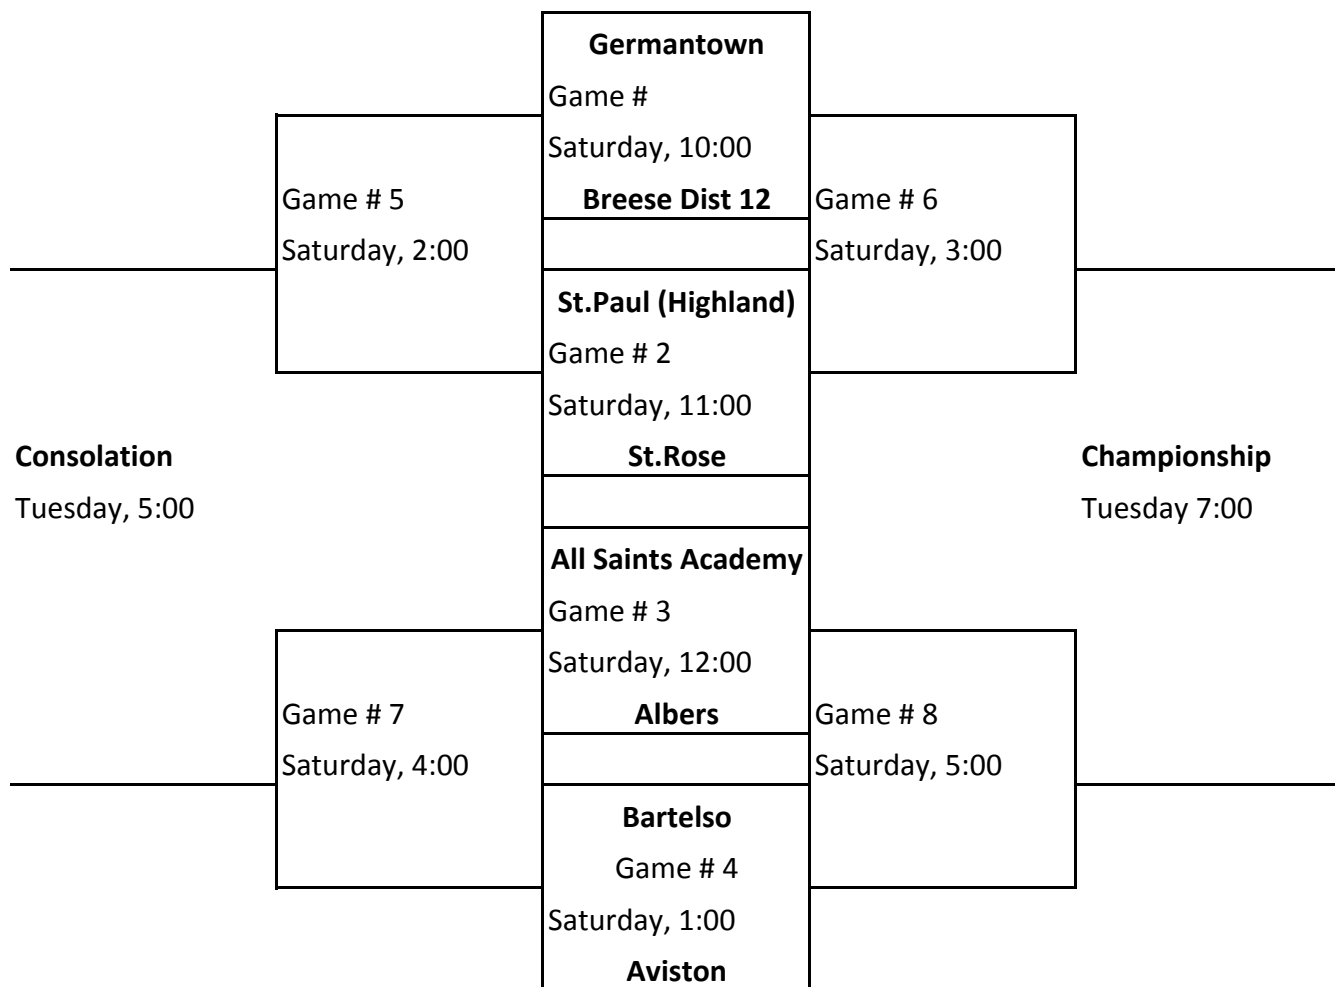 Germantown
Game #
Saturday, 10:00
Game # 5
Breese Dist 12
Game # 6
Saturday, 2:00
Saturday, 3:00
St.Paul (Highland)
Game # 2
Saturday, 11:00
Consolation
St.Rose
Championship
Tuesday, 5:00
Tuesday 7:00
All Saints Academy
Game # 3
Saturday, 12:00
Game # 7
Albers
Game # 8
Saturday, 4:00
Saturday, 5:00
Bartelso
Game # 4
Saturday, 1:00
Aviston